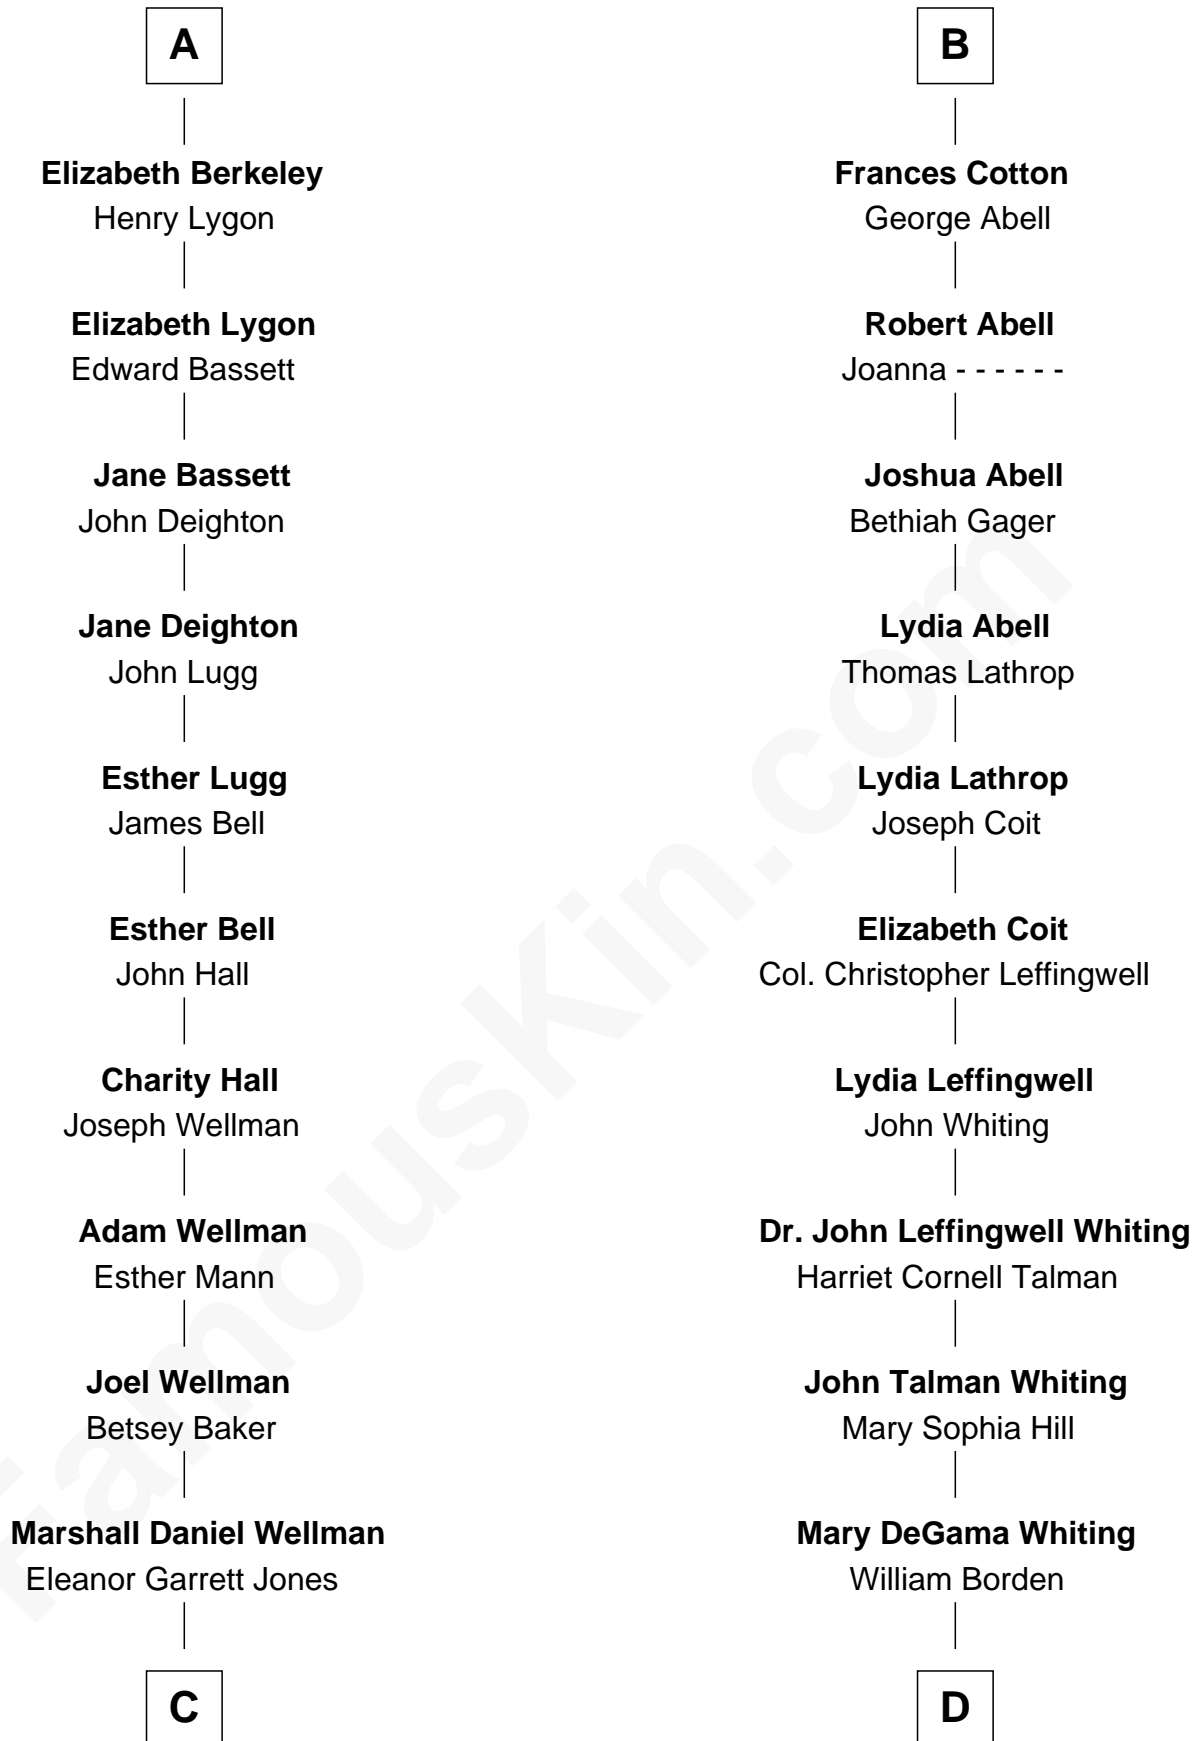 A
Elizabeth Berkeley
Henry Lygon
Elizabeth Lygon
Edward Bassett
Jane Bassett
John Deighton
Jane Deighton
John Lugg
Esther Lugg
James Bell
Esther Bell
John Hall
Charity Hall
Joseph Wellman
Adam Wellman
Esther Mann
Joel Wellman
Betsey Baker
Marshall Daniel Wellman
Eleanor Garrett Jones
C
B
Frances Cotton
George Abell
Robert Abell
Joanna - - - - - -
Joshua Abell
Bethiah Gager
Lydia Abell
Thomas Lathrop
Lydia Lathrop
Joseph Coit
Elizabeth Coit
Col. Christopher Leffingwell
Lydia Leffingwell
John Whiting
Dr. John Leffingwell Whiting
Harriet Cornell Talman
John Talman Whiting
Mary Sophia Hill
Mary DeGama Whiting
William Borden
D
FamousKin.com